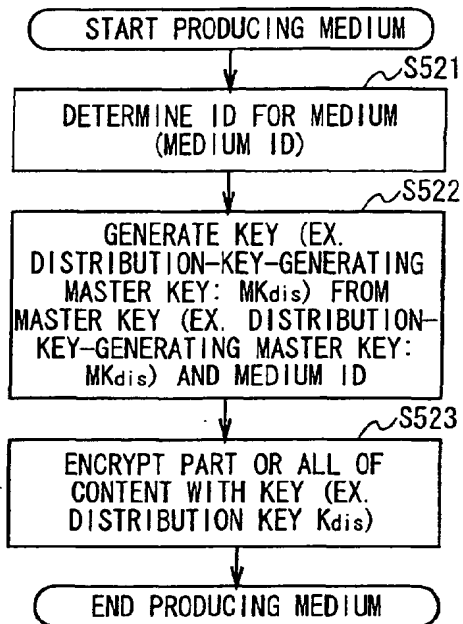 START PRODUCING MEDIUM
S521
DETERMINE ID FOR MEDIUM
(MEDIUM ID)
S522
GENERATE KEY (EX.
DISTRIBUTION-KEY-GENERATING
MASTER KEY: MKdis) FROM
MASTER KEY (EX. DISTRIBUTION-
KEY-GENERATING MASTER KEY:
MKdis) AND MEDIUM ID
S523
ENCRYPT PART OR ALL OF
CONTENT WITH KEY (EX.
DISTRIBUTION KEY Kdis)
END PRODUCING MEDIUM